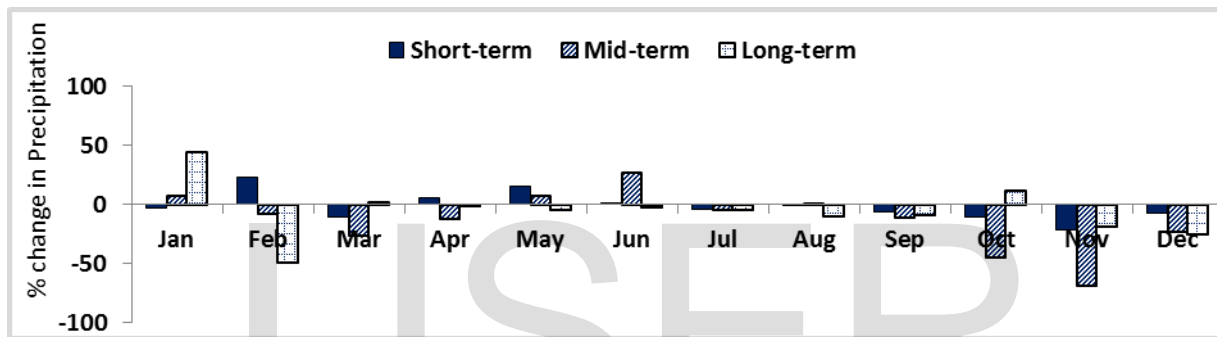 % change in Precipitation
Short-term Mid-term Long-term
100
50
0
-50
-100
Jan Feb Mar Apr May Jun Jul Aug Sep Oct Nov Dec
IJSER